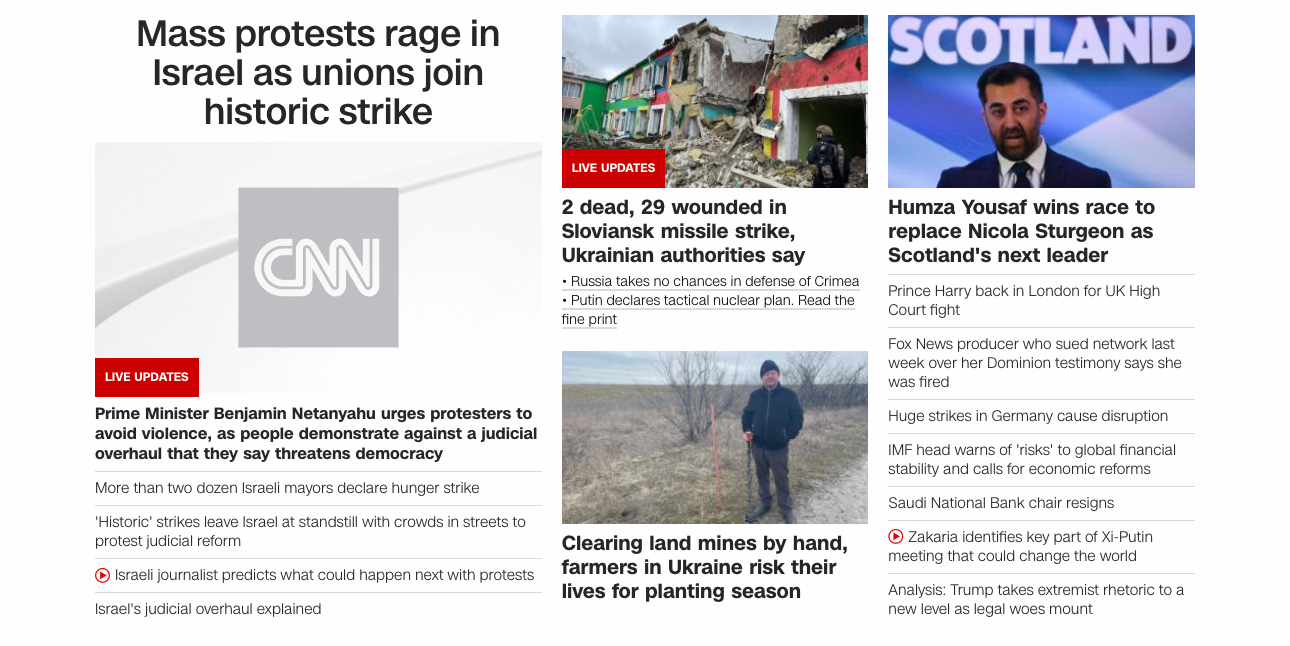 Mass protests rage in
Israel as unions join
historic strike
CNN
LIVE UPDATES
Prime Minister Benjamin Netanyahu urges protesters to
avoid violence, as people demonstrate against a judicial
overhaul that they say threatens democracy
More than two dozen Israeli mayors declare hunger strike
'Historic' strikes leave Israel at standstill with crowds in streets to
protest judicial reform
Israeli journalist predicts what could happen next with protests
Israel's judicial overhaul explained
LIVE UPDATES
2 dead, 29 wounded in
Sloviansk missile strike,
Ukrainian authorities say
• Russia takes no chances in defense of Crimea
• Putin declares tactical nuclear plan. Read the
fine print
Clearing land mines by hand,
farmers in Ukraine risk their
lives for planting season
SCOTLAND
Humza Yousaf wins race to
replace Nicola Sturgeon as
Scotland's next leader
Prince Harry back in London for UK High
Court fight
Fox News producer who sued network last
week over her Dominion testimony says she
was fired
Huge strikes in Germany cause disruption
IMF head warns of 'risks' to global financial
stability and calls for economic reforms
Saudi National Bank chair resigns
Zakaria identifies key part of Xi-Putin
meeting that could change the world
Analysis: Trump takes extremist rhetoric to a
new level as legal woes mount